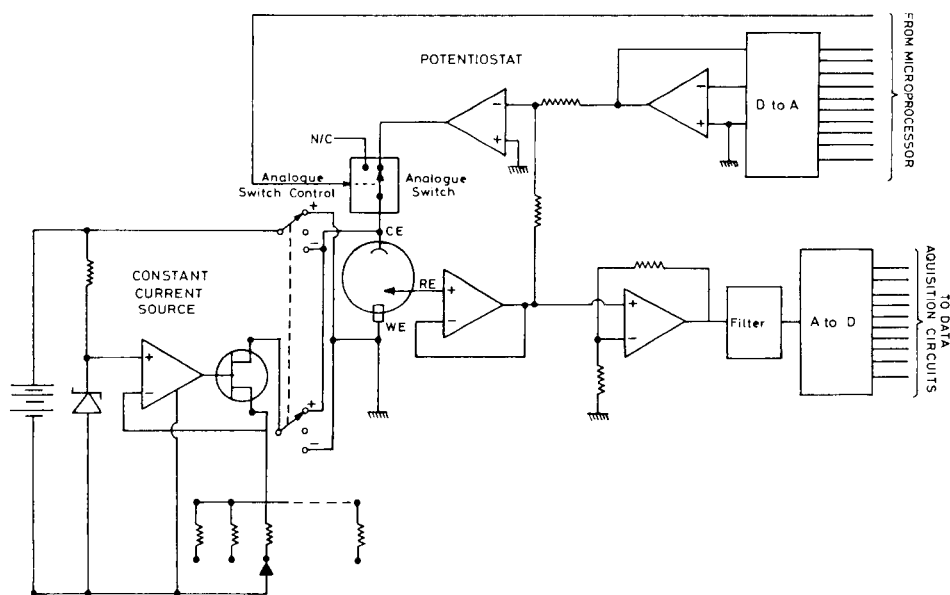 POTENTIOSTAT
FROM MICROPROCESSOR
D to A
-
+
-
+
N/C
Analogue
Switch Control
Analogue
Switch
+
-
CE
RE
WE
CONSTANT
CURRENT
SOURCE
+
-
+
-
+
-
+
-
Filter
A to D
TO DATA
AQUISITION CIRCUITS